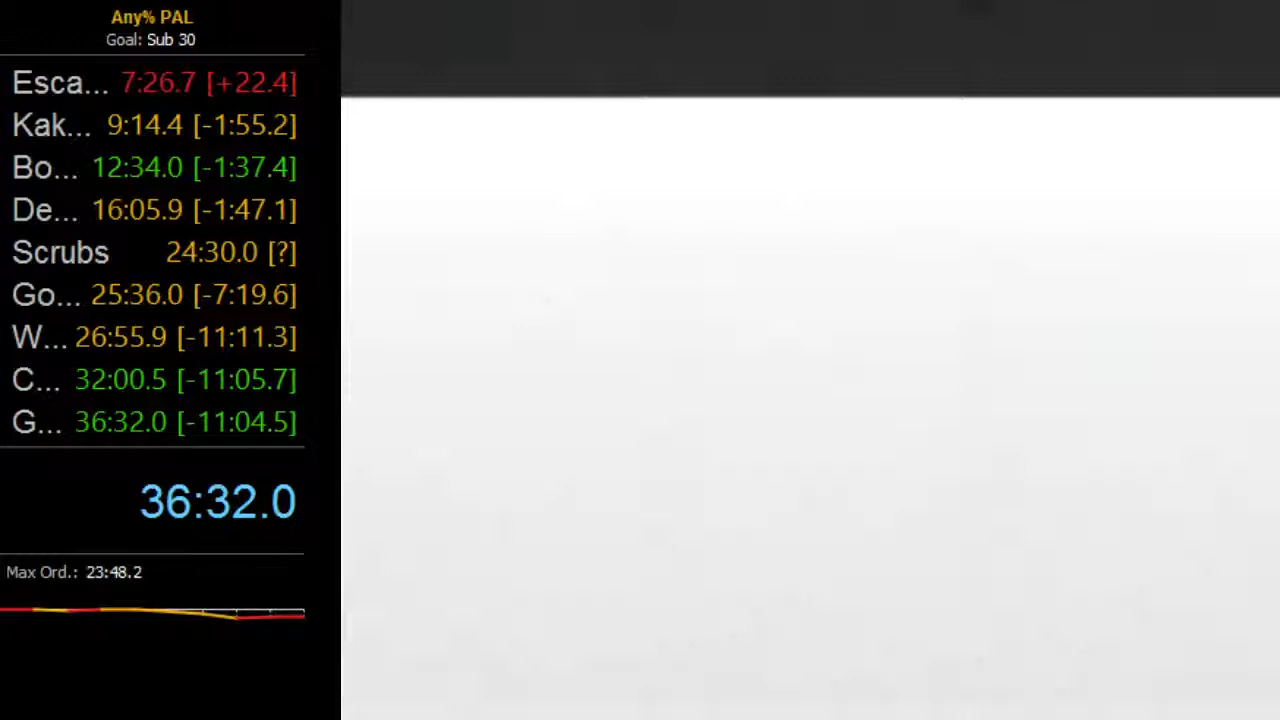 Any% PAL
Goal: Sub 30
Esca... 7:26.7 [+22.4]
Kak... 9:14.4 [-1:55.2]
Bo... 12:34.0 [-1:37.4]
De... 16:05.9 [-1:47.1]
Scrubs 24:30.0 [?]
Go... 25:36.0 [-7:19.6]
W... 26:55.9 [-11:11.3]
C... 32:00.5 [-11:05.7]
G... 36:32.0 [-11:04.5]
36:32.0
Max Ord.: 23:48.2